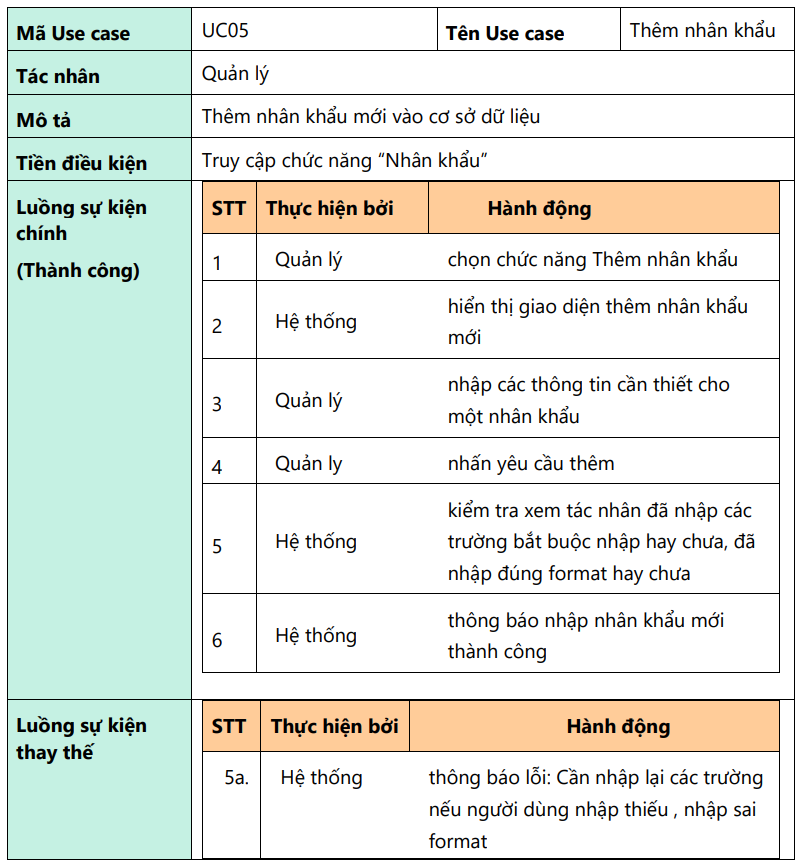 Mã Use case UC05 Tên Use case Thêm nhân khẩu
Tác nhân Quản lý
Mô tả Thêm nhân khẩu mới vào cơ sở dữ liệu
Tiền điều kiện Truy cập chức năng “Nhân khẩu”
Luồng sự kiện
chính
(Thành công)
STT Thực hiện bởi Hành động
1 Quản lý chọn chức năng Thêm nhân khẩu
2 Hệ thống hiển thị giao diện thêm nhân khẩu
mới
3 Quản lý nhập các thông tin cần thiết cho
một nhân khẩu
4 Quản ly nhấn yêu cầu thêm
5 Hệ thống kiểm tra xem tác nhân đã nhập các
trường bắt buộc nhập hay chưa, đã
nhập đúng format hay chưa
6 Hệ thống thông báo nhập nhân khẩu mới
thành công
Luồng sự kiện
thay thế
STT Thực hiện bởi Hành động
5a. Hệ thống thông báo lỗi: Cần nhập lại các trường
nếu người dùng nhập thiếu , nhập sai
format